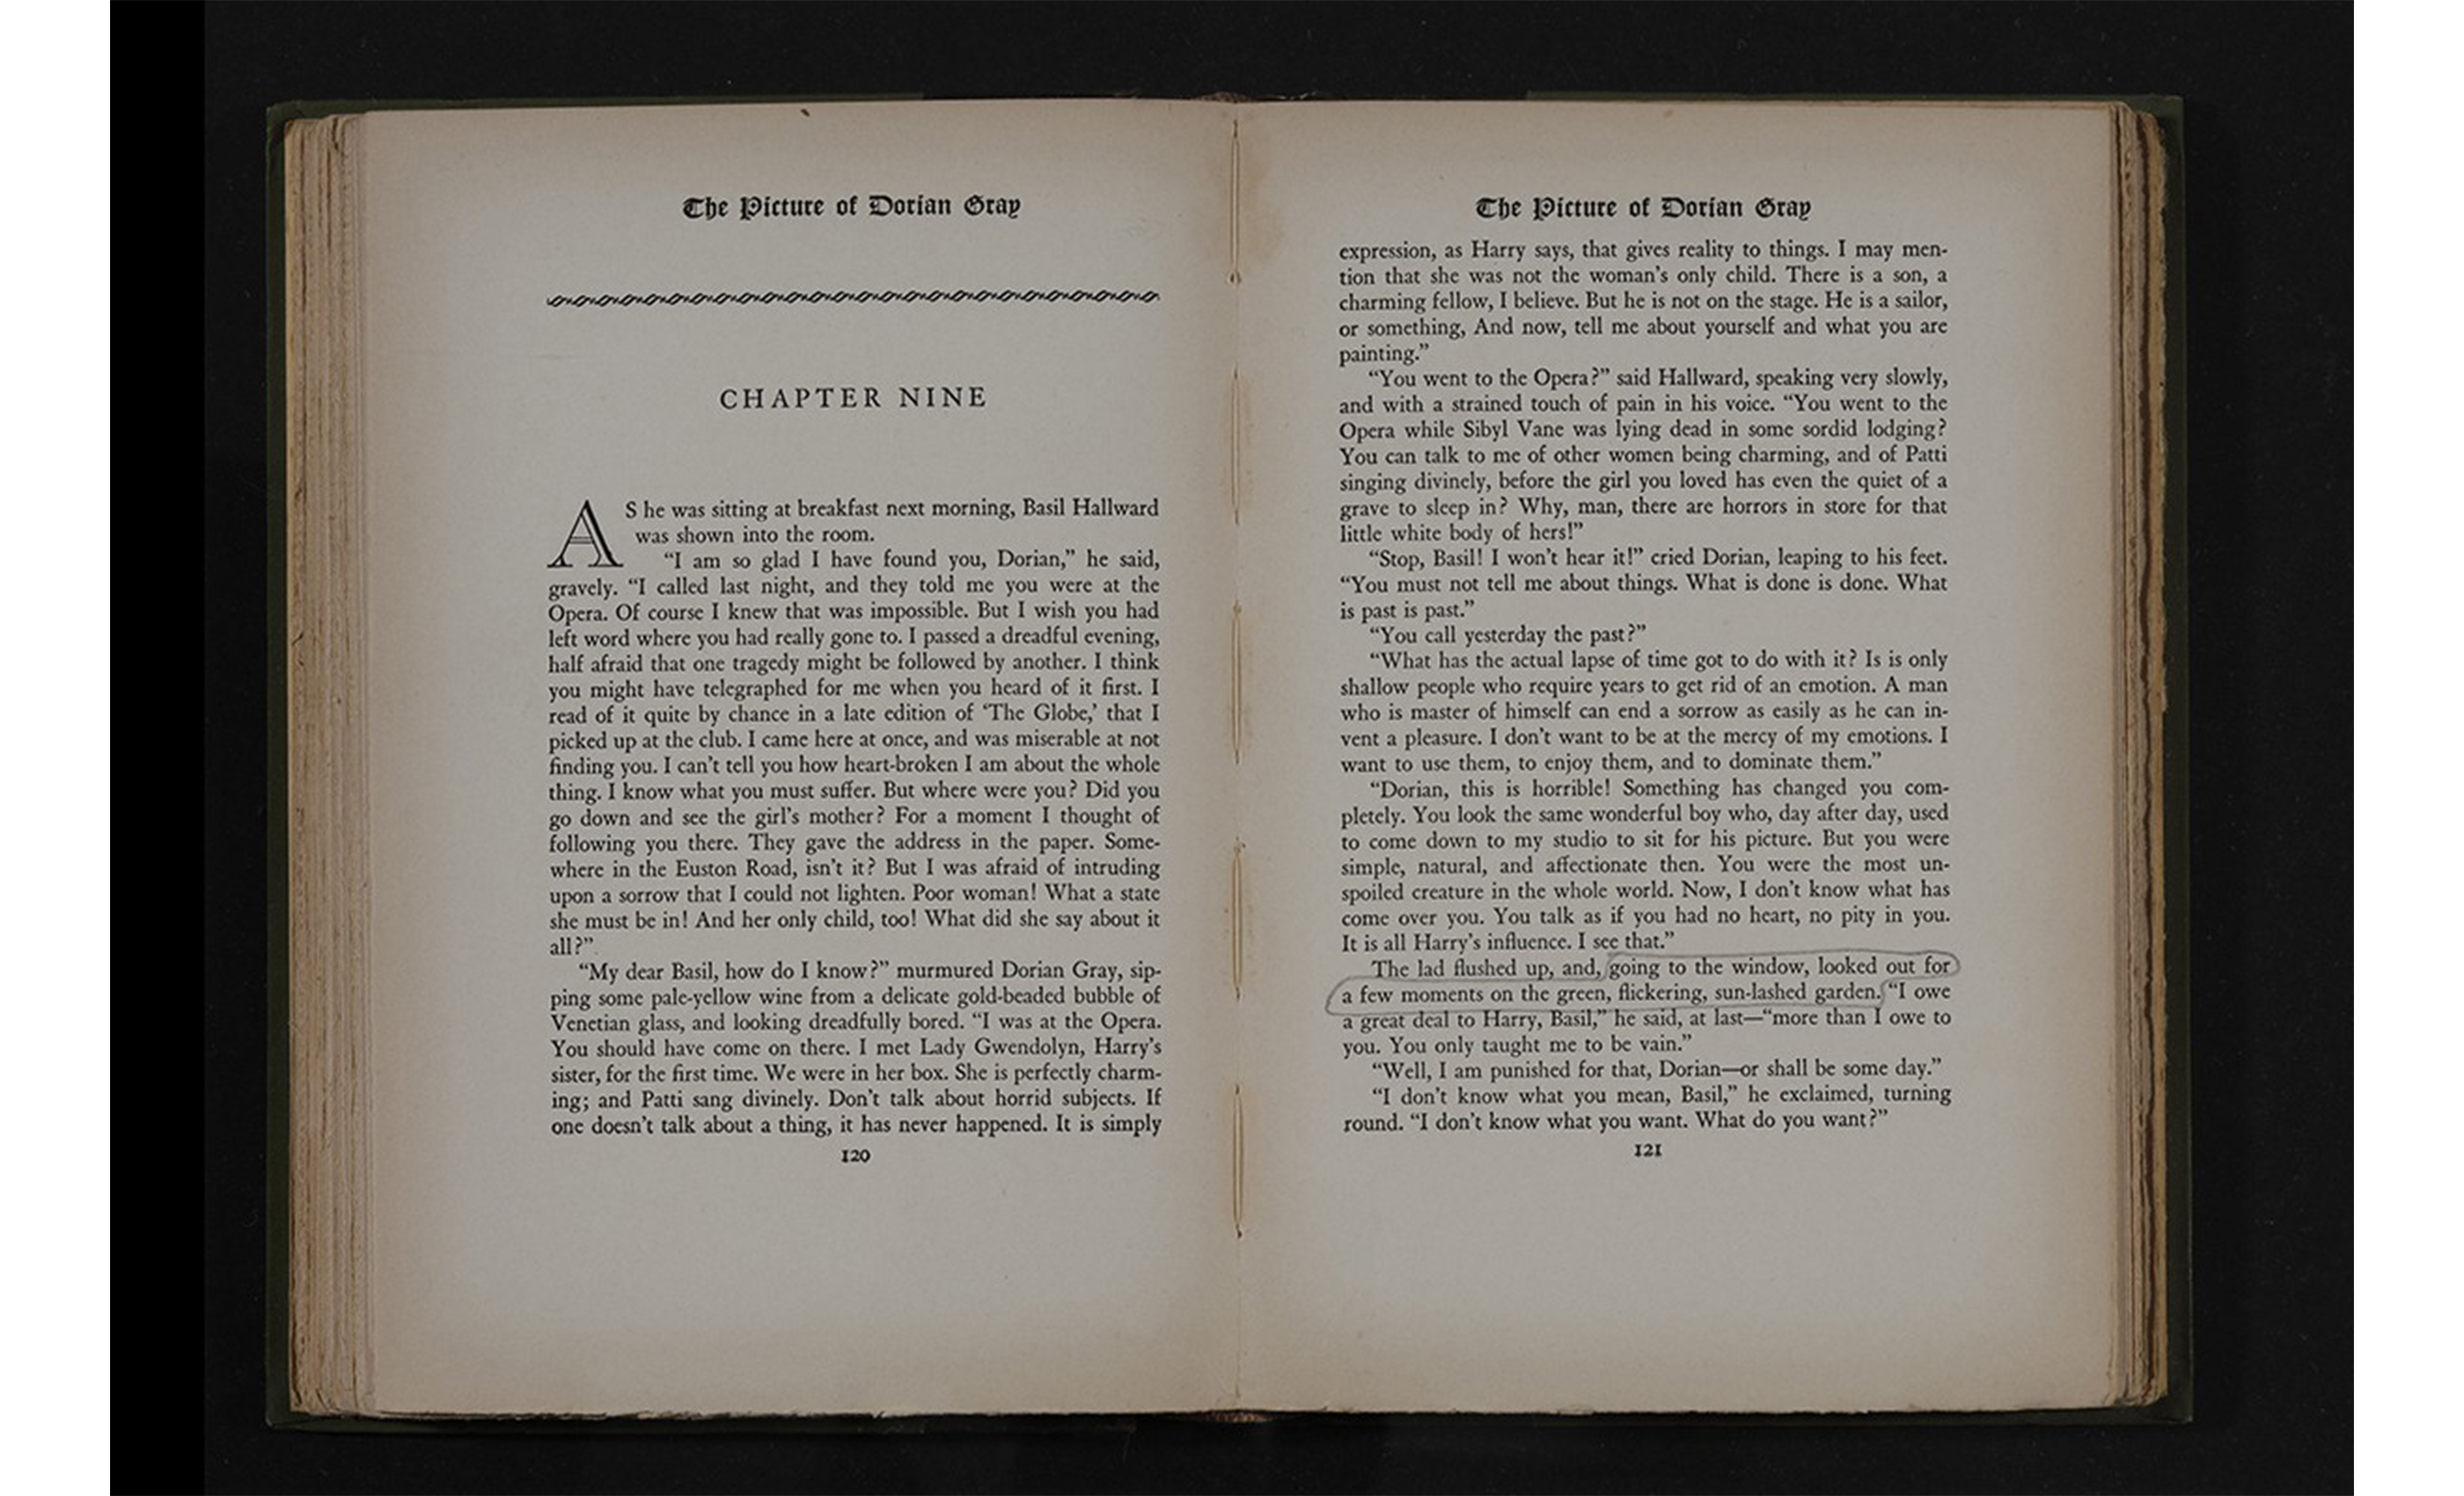 The Picture of Dorian Gray
CHAPTER NINE
AS he was sitting at breakfast next morning, Basil Hallward
was shown into the room.
“I am so glad I have found you, Dorian,” he said,
gravely. “I called last night, and they told me you were at the
Opera. Of course I knew that was impossible. But I wish you had
left word where you had really gone to. I passed a dreadful evening,
half afraid that one tragedy might be followed by another. I think
you might have telegraphed for me when you heard of it first. I
read of it quite by chance in a late edition of ‘The Globe,’ that I
picked up at the club. I came here at once, and was miserable at not
finding you. I can’t tell you how heart-broken I am about the whole
thing. I know what you must suffer. But where were you? Did you
go down and see the girl’s mother? For a moment I thought of
following you there. They gave the address in the paper. Some-
where in the Euston Road, isn’t it? But I was afraid of intruding
upon a sorrow that I could not lighten. Poor woman! What a state
she must be in! And her only child, too! What did she say about it
all?”
“My dear Basil, how do I know?” murmured Dorian Gray, sip-
ping some pale-yellow wine from a delicate gold-beaded bubble of
Venetian glass, and looking dreadfully bored. “I was at the Opera.
You should have come on there. I met Lady Gwendolyn, Harry’s
sister, for the first time. We were in her box. She is perfectly charm-
ing; and Patti sang divinely. Don’t talk about horrid subjects. If
one doesn’t talk about a thing, it has never happened. It is simply
120
The Picture of Dorian Gray
expression, as Harry says, that gives reality to things. I may men-
tion that she was not the woman’s only child. There is a son, a
charming fellow, I believe. But he is not on the stage. He is a sailor,
or something, And now, tell me about yourself and what you are
painting.”
“You went to the Opera?” said Hallward, speaking very slowly,
and with a strained touch of pain in his voice. “You went to the
Opera while Sibyl Vane was lying dead in some sordid lodging?
You can talk to me of other women being charming, and of Patti
singing divinely, before the girl you loved has even the quiet of a
grave to sleep in? Why, man, there are horrors in store for that
little white body of hers!”
“Stop, Basil! I won’t hear it!” cried Dorian, leaping to his feet.
“You must not tell me about things. What is done is done. What
is past is past.”
“You call yesterday the past?”
“What has the actual lapse of time got to do with it? Is is only
shallow people who require years to get rid of an emotion. A man
who is master of himself can end a sorrow as easily as he can in-
vent a pleasure. I don’t want to be at the mercy of my emotions. I
want to use them, to enjoy them, and to dominate them.”
“Dorian, this is horrible! Something has changed you com-
pletely. You look the same wonderful boy who, day after day, used
to come down to my studio to sit for his picture. But you were
simple, natural, and affectionate then. You were the most un-
spoiled creature in the whole world. Now, I don’t know what has
come over you. You talk as if you had no heart, no pity in you.
It is all Harry’s influence. I see that.”
The lad flushed up, and, going to the window, looked out for
a few moments on the green, flickering, sun-lashed garden. “I owe
a great deal to Harry, Basil,” he said, at last—“more than I owe to
you. You only taught me to be vain.”
“Well, I am punished for that, Dorian—or shall be some day.”
“I don’t know what you mean, Basil,” he exclaimed, turning
round. “I don’t know what you want. What do you want?”
121